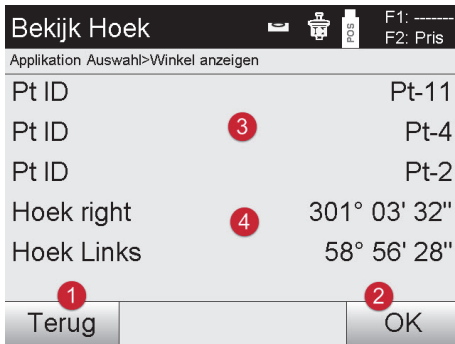 Bekijk Hoek POS F1: -------
F2: Pris
Applikation Auswahl>Winkel anzeigen
Pt ID Pt-11
Pt ID 3 Pt-4
Pt ID Pt-2
Hoek right 4 301° 03' 32"
Hoek Links 58° 56' 28"
1 2
Terug OK